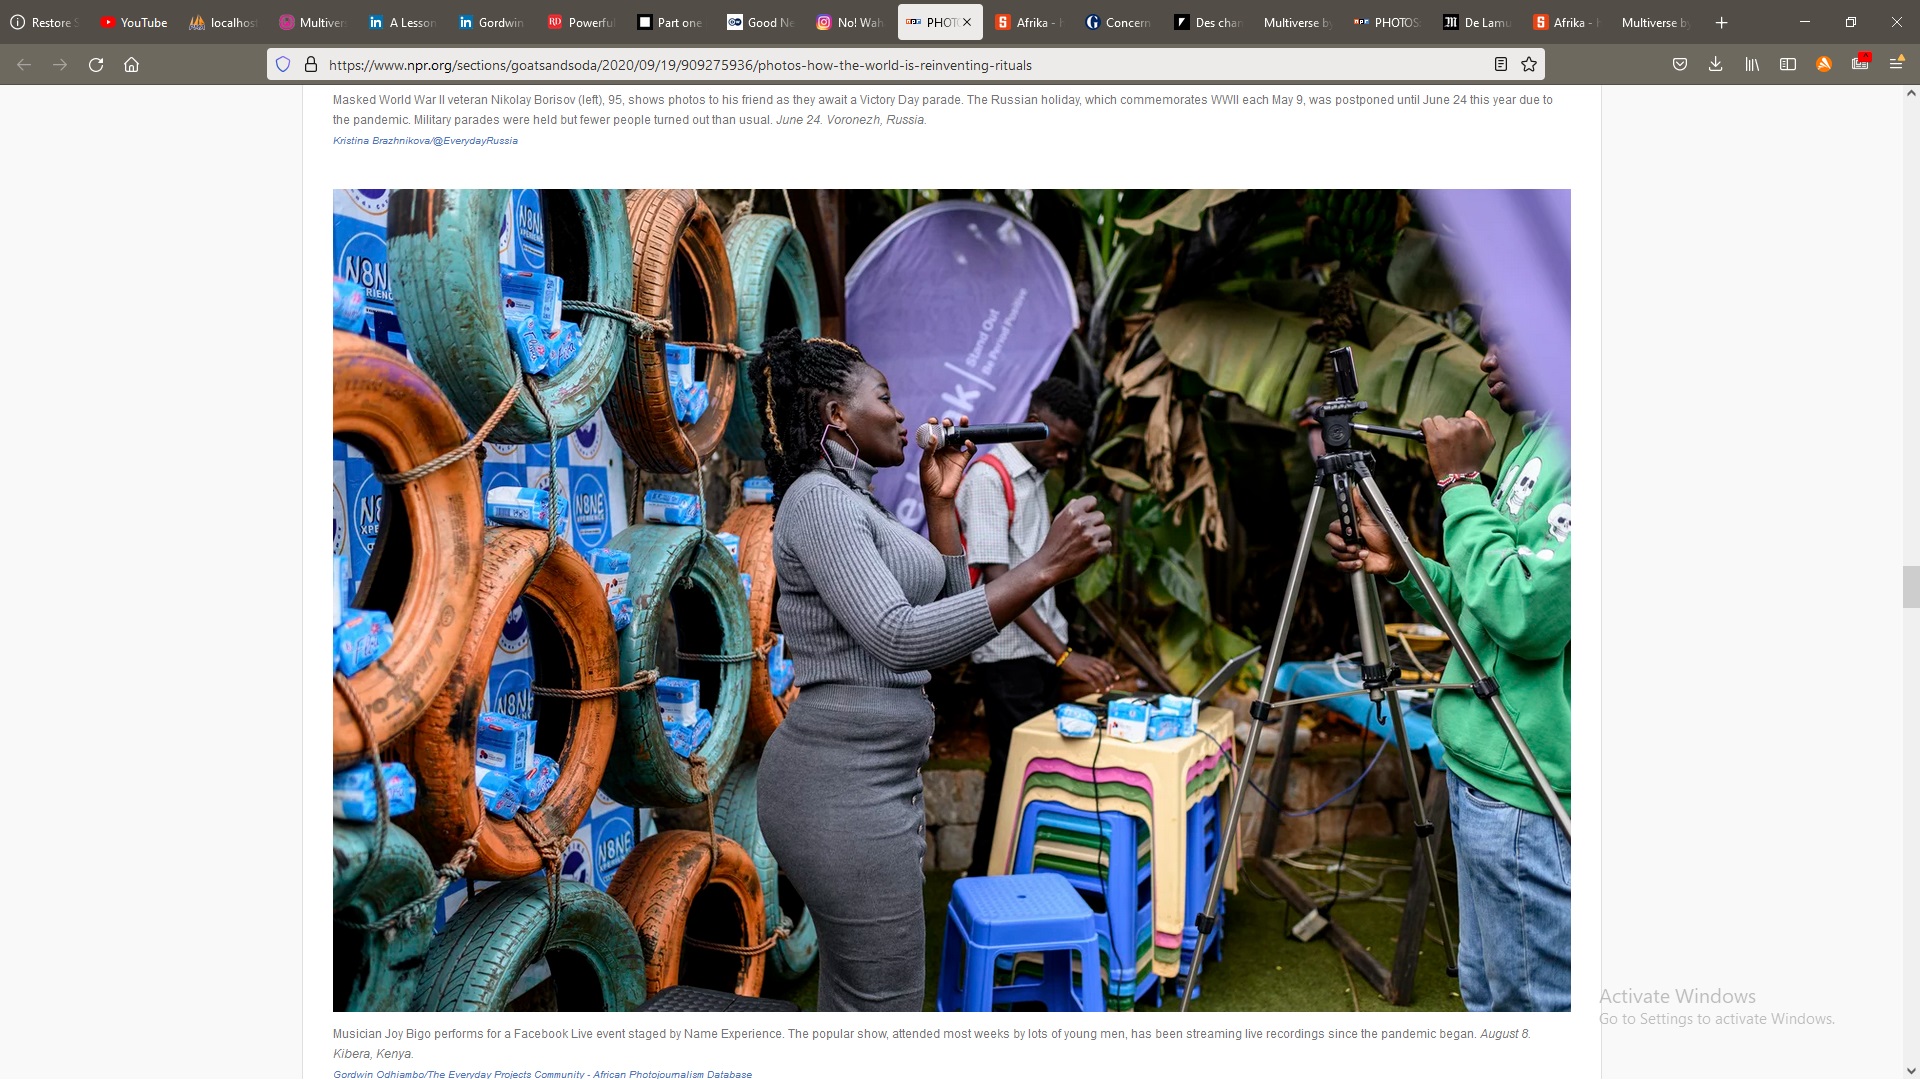 Restore S
YouTube
localhos
Multiver
A Lesson
Gordwin
Powerfu
Part one
Good Ne
No! Wah
PHOTO
Afrika - H
Concern
Des chan
Multiverse by
PHOTOS:
De Lamu
Afrika - H
Multiverse by
https://www.npr.org/sections/goatsandsoda/2020/09/19/909275936/photos-how-the-world-is-reinventing-rituals
Masked World War II veteran Nikolay Borisov (left), 95, shows photos to his friend as they await a Victory Day parade. The Russian holiday, which commemorates WWII each May 9, was postponed until June 24 this year due to
the pandemic. Military parades were held but fewer people turned out than usual. June 24. Voronezh, Russia.
Kristina Brazhnikova/@EverydayRussia
N8NE
N8NE
Stand Out
Be Period Positive
N8NE
N8NE
XPERIENCE
N8NE
N8NE
Activate Windows
Go to Settings to activate Windows.
Musician Joy Bigo performs for a Facebook Live event staged by Name Experience. The popular show, attended most weeks by lots of young men, has been streaming live recordings since the pandemic began. August 8.
Kibera, Kenya.
Gordwin Odhiambo/The Everyday Projects Community - African Photojournalism Database